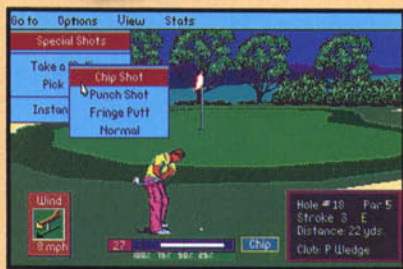 Go to Options View Stats
Special Shots
Take a
Pick
Instan
Chip Shot
Punch Shot
Fringe Putt
Normal
Wind
8 mph
27
Chip
Hole #18 Par 5
Stroke 3 E
Distance: 22 yds.
Club: P Wedge